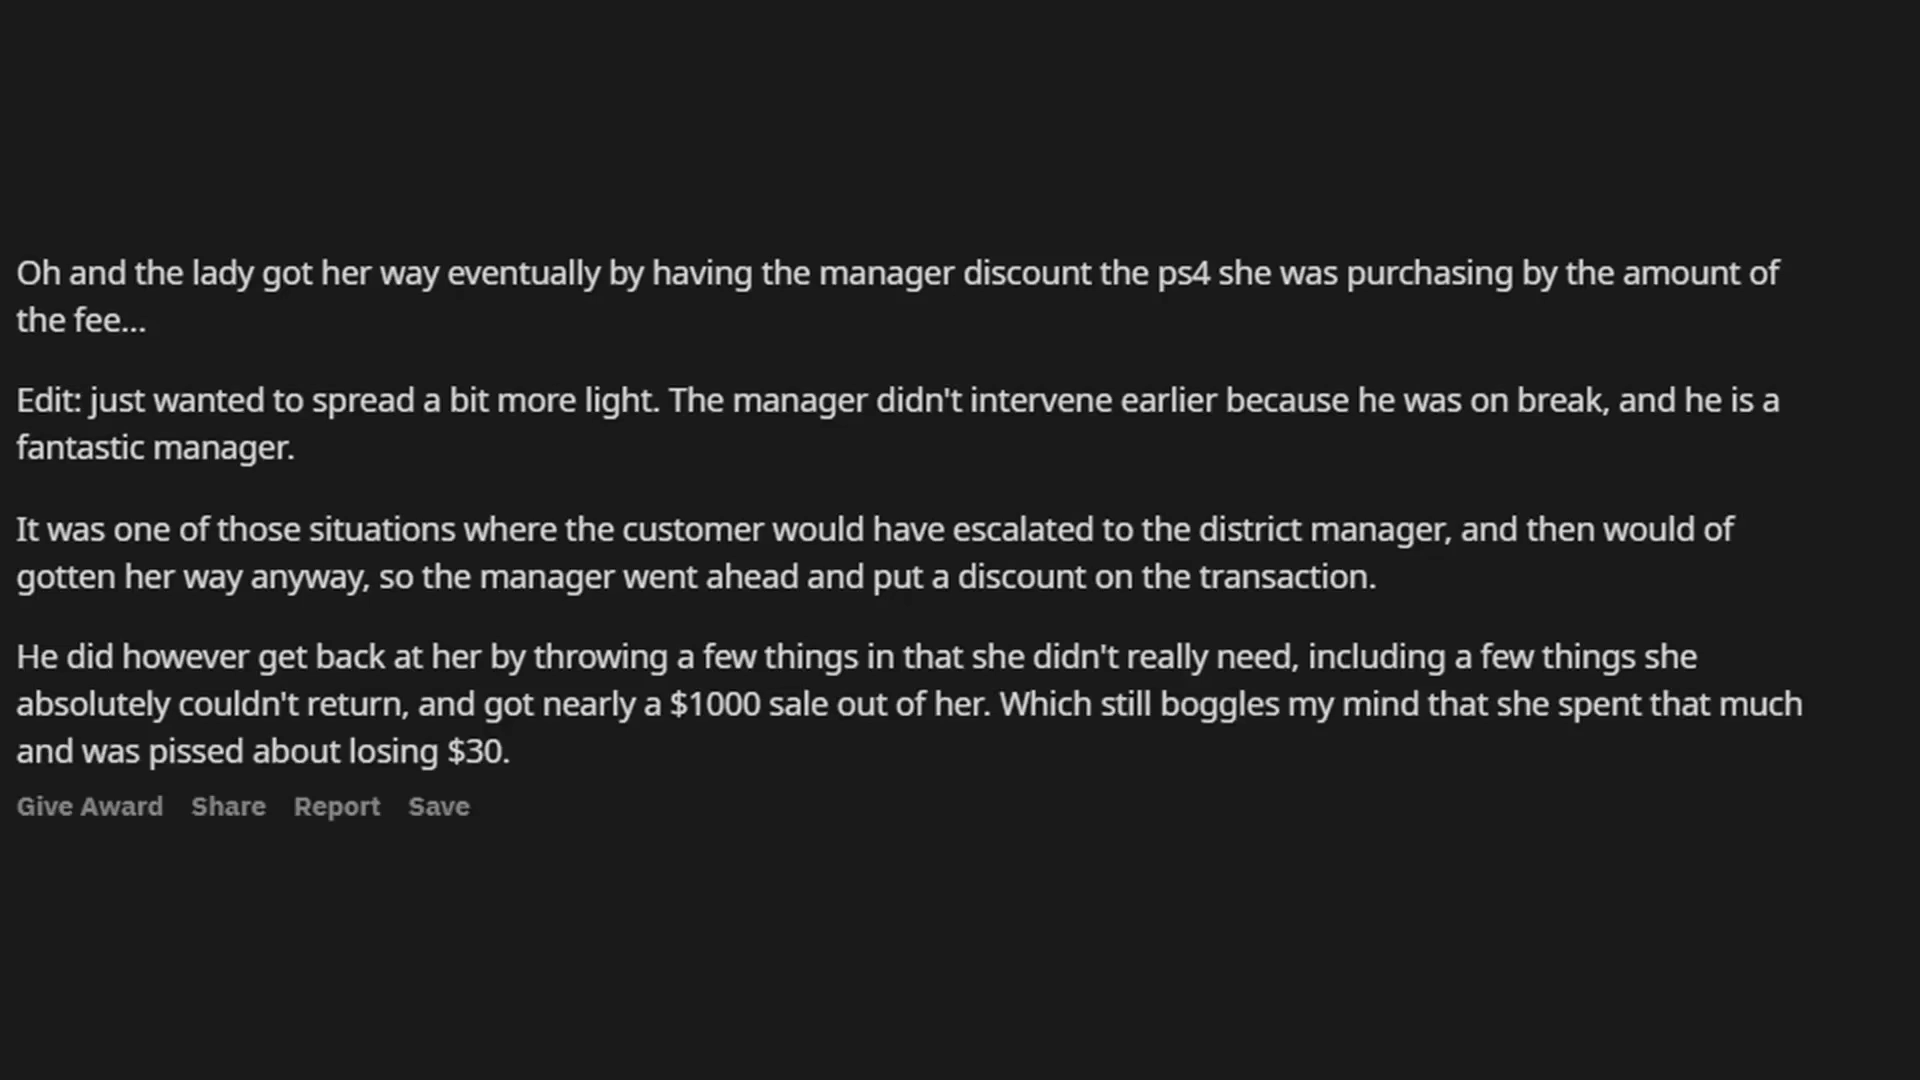 Oh and the lady got her way eventually by having the manager discount the ps4 she was purchasing by the amount of
the fee...
Edit: just wanted to spread a bit more light. The manager didn't intervene earlier because he was on break, and he is a
fantastic manager.
It was one of those situations where the customer would have escalated to the district manager, and then would of
gotten her way anyway, so the manager went ahead and put a discount on the transaction.
He did however get back at her by throwing a few things in that she didn't really need, including a few things she
absolutely couldn't return, and got nearly a $1000 sale out of her. Which still boggles my mind that she spent that much
and was pissed about losing $30.
Give Award Share Report Save